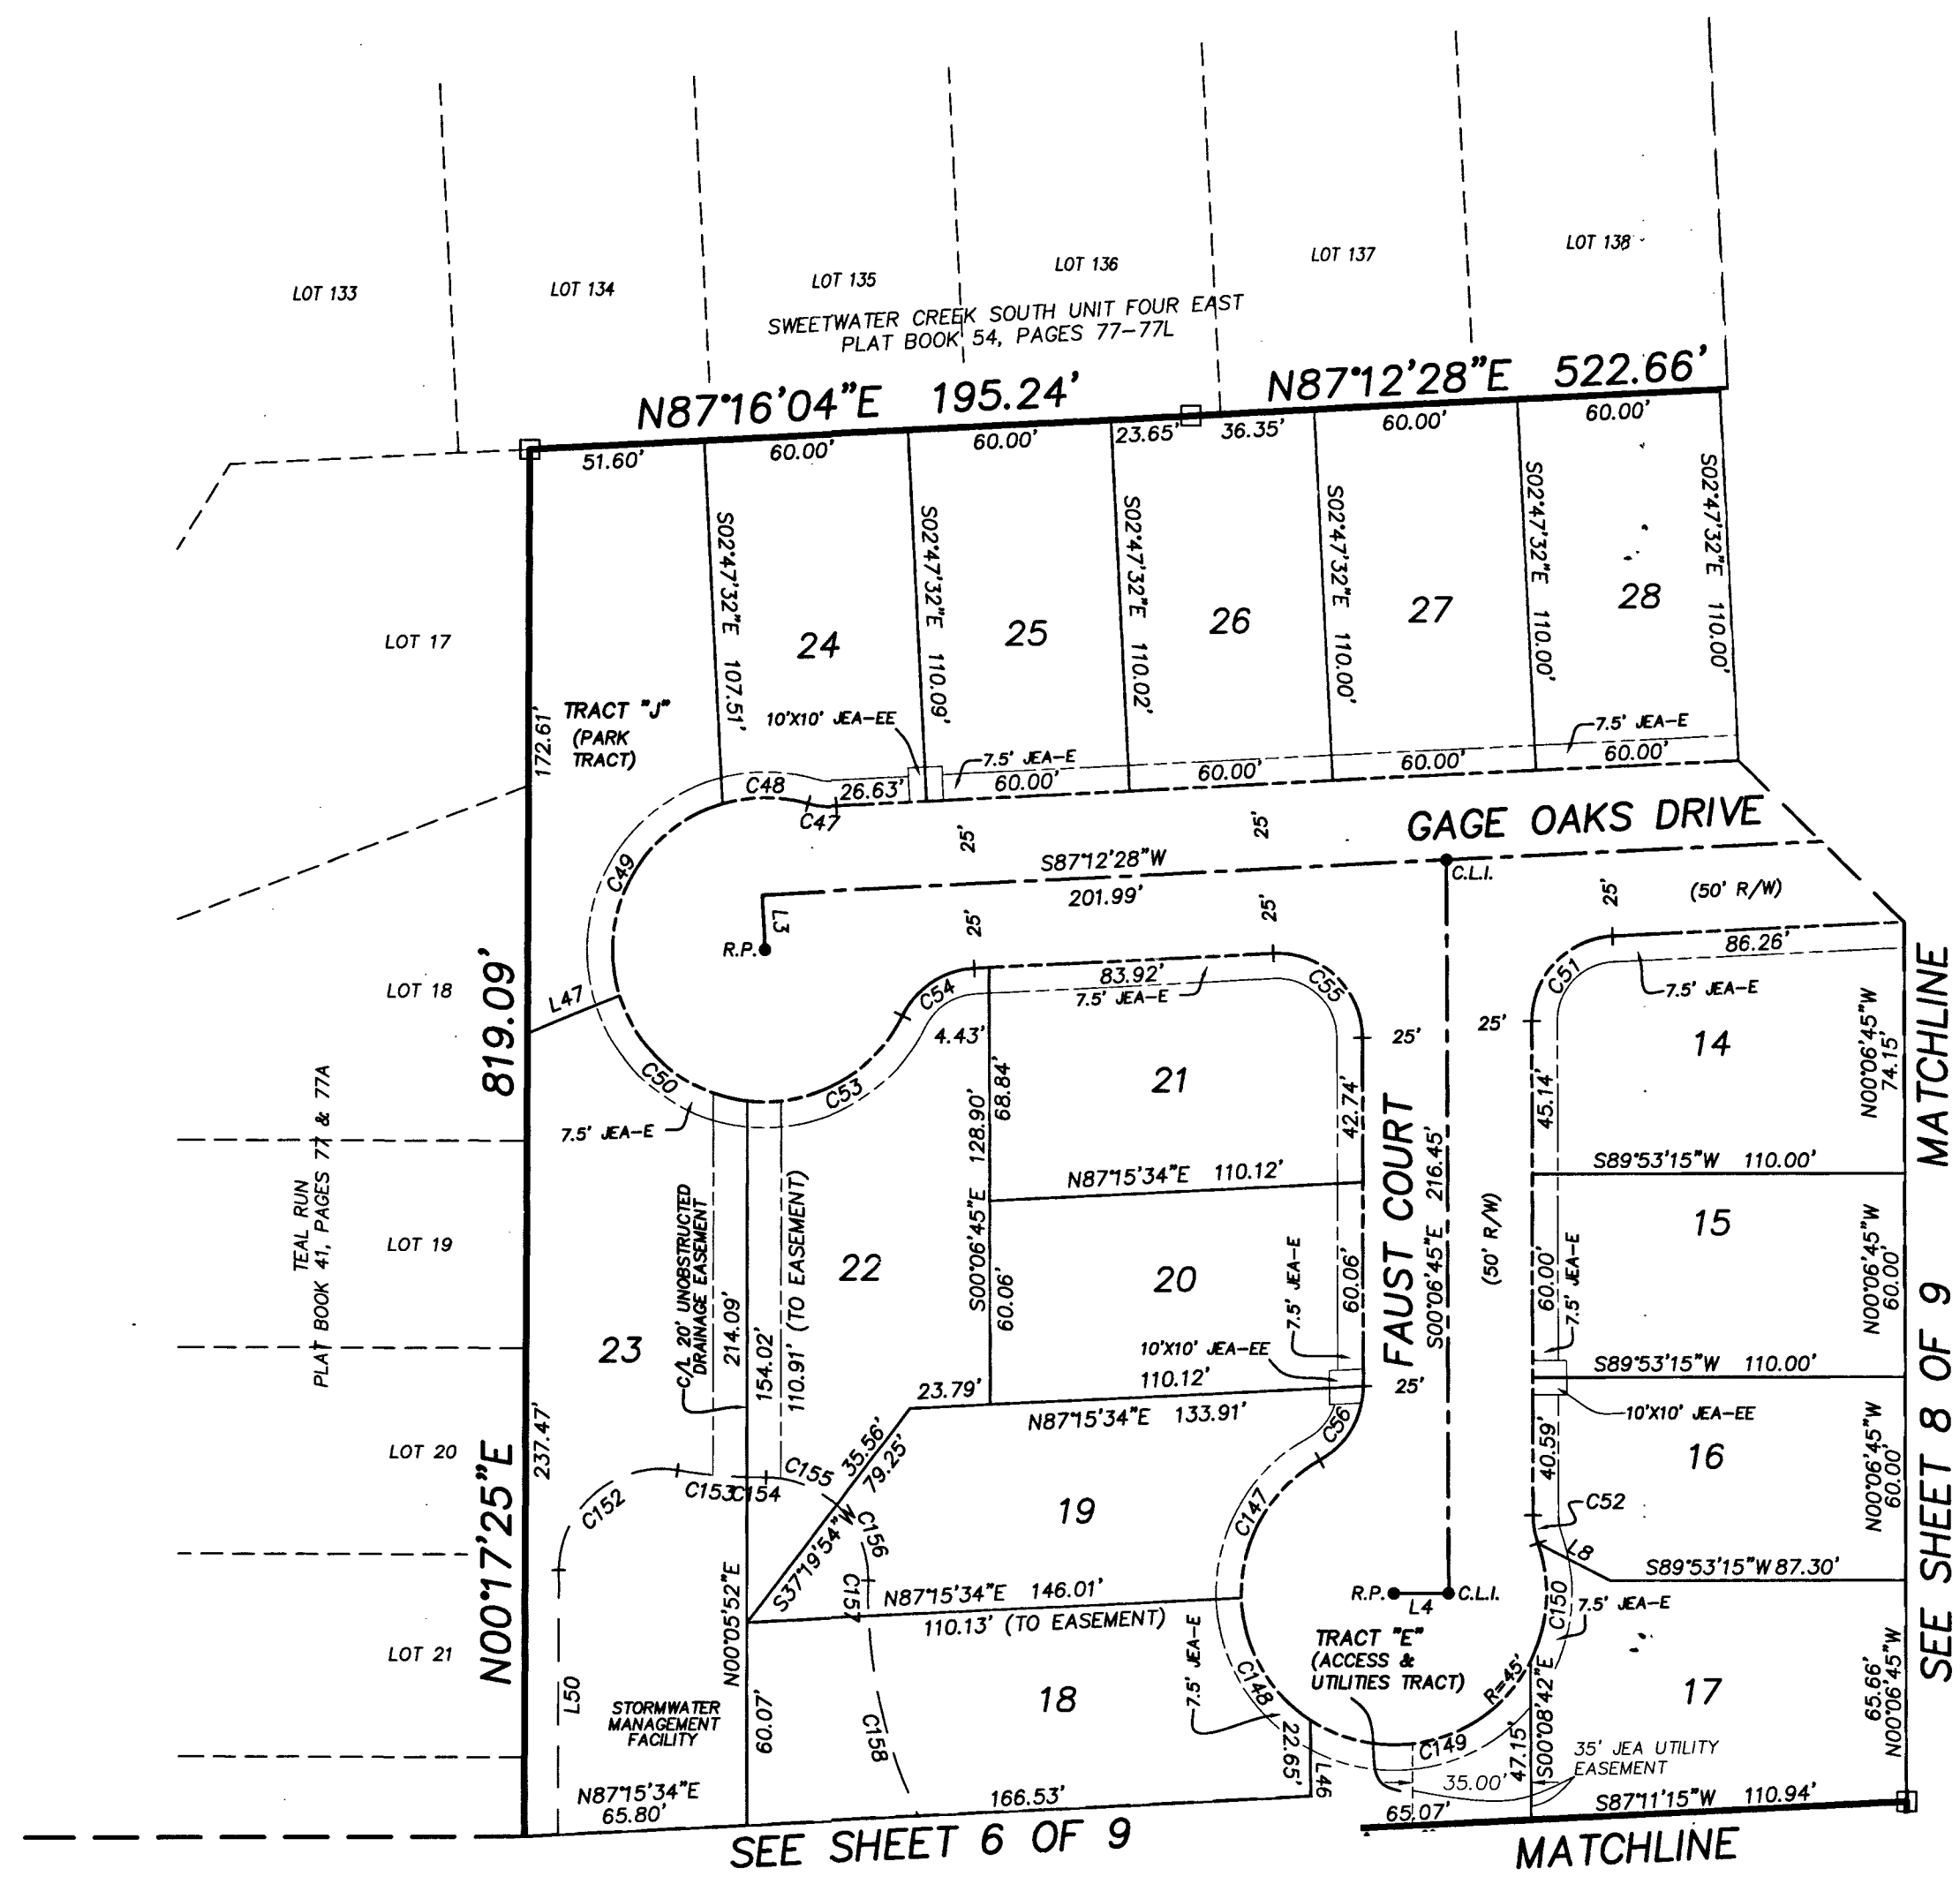 LOT 133
LOT 134
LOT 135
LOT 136
LOT 137
LOT 138
SWEETWATER CREEK SOUTH UNIT FOUR EAST
PLAT BOOK 54, PAGES 77-77L
N87°16'04"E 195.24'
N87°12'28"E 522.66'
51.60'
60.00'
60.00'
23.65'
36.35'
60.00'
60.00'
LOT 17
TRACT "J"
(PARK
TRACT)
172.61'
S02°47'32"E 107.51'
24
S02°47'32"E 110.09'
25
S02°47'32"E 110.02'
26
S02°47'32"E 110.00'
27
S02°47'32"E 110.00'
28
S02°47'32"E 110.00'
10'X10' JEA-EE
7.5' JEA-E
7.5' JEA-E
C48
C47
26.63'
60.00'
60.00'
60.00'
60.00'
GAGE OAKS DRIVE
25'
25'
S87°12'28"W
201.99'
C.L.I.
(50' R/W)
25'
25'
25'
C49
L3
R.P.
LOT 18
L47
819.09'
C50
C53
C54
4.43'
83.92'
7.5' JEA-E
C55
25'
25'
C51
86.26'
7.5' JEA-E
14
N00°06'45"W
74.15'
MATCHLINE
7.5' JEA-E
21
68.84'
128.90'
42.74'
45.14'
N87°15'34"E 110.12'
S89°53'15"W 110.00'
TEAL RUN
PLAT BOOK 41, PAGES 77 & 77A
LOT 19
C/L 20' UNOBSTRUCTED
DRAINAGE EASEMENT
214.09'
154.02'
110.91' (TO EASEMENT)
22
S00°06'45"E
60.06'
20
7.5' JEA-E
60.06'
FAUST COURT
S00°06'45"E 216.45'
(50' R/W)
60.00'
7.5' JEA-E
15
N00°06'45"W
60.00'
23
10'X10' JEA-EE
110.12'
25'
S89°53'15"W 110.00'
23.79'
N87°15'34"E 133.91'
10'X10' JEA-EE
LOT 20
N00°17'25"E
237.47'
C152
C153
C154
C155
35.56'
79.25'
S37°19'54"W
C156
C157
19
C147
C56
40.59'
C52
16
N00°06'45"W
60.00'
L8
S89°53'15"W 87.30'
N00°05'52"E
N87°15'34"E 146.01'
110.13' (TO EASEMENT)
R.P.
L4
C.L.I.
C150
7.5' JEA-E
LOT 21
L50
STORMWATER
MANAGEMENT
FACILITY
60.07'
C158
18
7.5' JEA-E
C148
TRACT "E"
(ACCESS &
UTILITIES TRACT)
R=45'
S00°08'42"E
47.15'
17
65.66'
N00°06'45"W
22.65'
L46
C149
35.00'
35' JEA UTILITY
EASEMENT
N87°15'34"E
65.80'
166.53'
65.07'
S87°11'15"W 110.94'
SEE SHEET 6 OF 9
MATCHLINE
SEE SHEET 8 OF 9